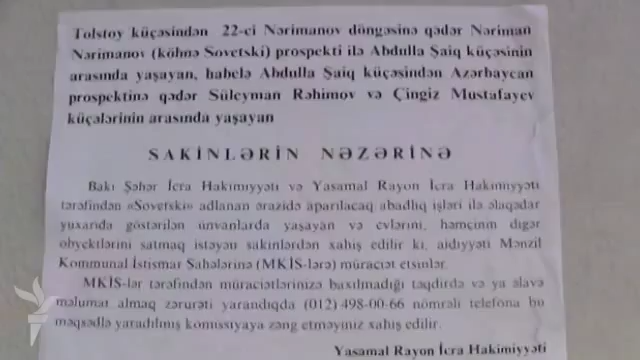 Tolstoy küçəsindən 22-ci Nərimanov döngəsinə qədər Nəriman
Nərimanov (köhnə Sovetski) prospekti ilə Abdulla Şaiq küçəsinin
arasında yaşayan, habelə Abdulla Şaiq küçəsindən Azərbaycan
prospektinə qədər Süleyman Rəhimov və Çingiz Mustafayev
küçələrinin arasında yaşayan
SAKİNLƏRİN NƏZƏRİNƏ
Bakı Şəhər İcra Hakimiyyəti və Yasamal Rayon İcra Hakimiyyəti
tərəfindən «Sovetski» adlanan ərazidə aparılacaq abadlıq işləri ilə əlaqədar
yuxarıda göstərilən ünvanlarda yaşayan və evlərini, həmçinin digər
obyektlərini satmaq istəyən sakinlərdən xahiş edilir ki, aidiyyəti Mənzil
Kommunal İstismar Sahələrinə (MKİS-lərə) müraciət etsinlər.
MKİS-lər tərəfindən müraciətlərinizə baxılmadığı təqdirdə və ya əlavə
məlumat almaq zərurəti yarandıqda (012) 498-00-66 nömrəli telefona bu
məqsədlə yaradılmış komissiyaya zəng etməyiniz xahiş edilir.
Yasamal Rayon İcra Hakimiyyəti